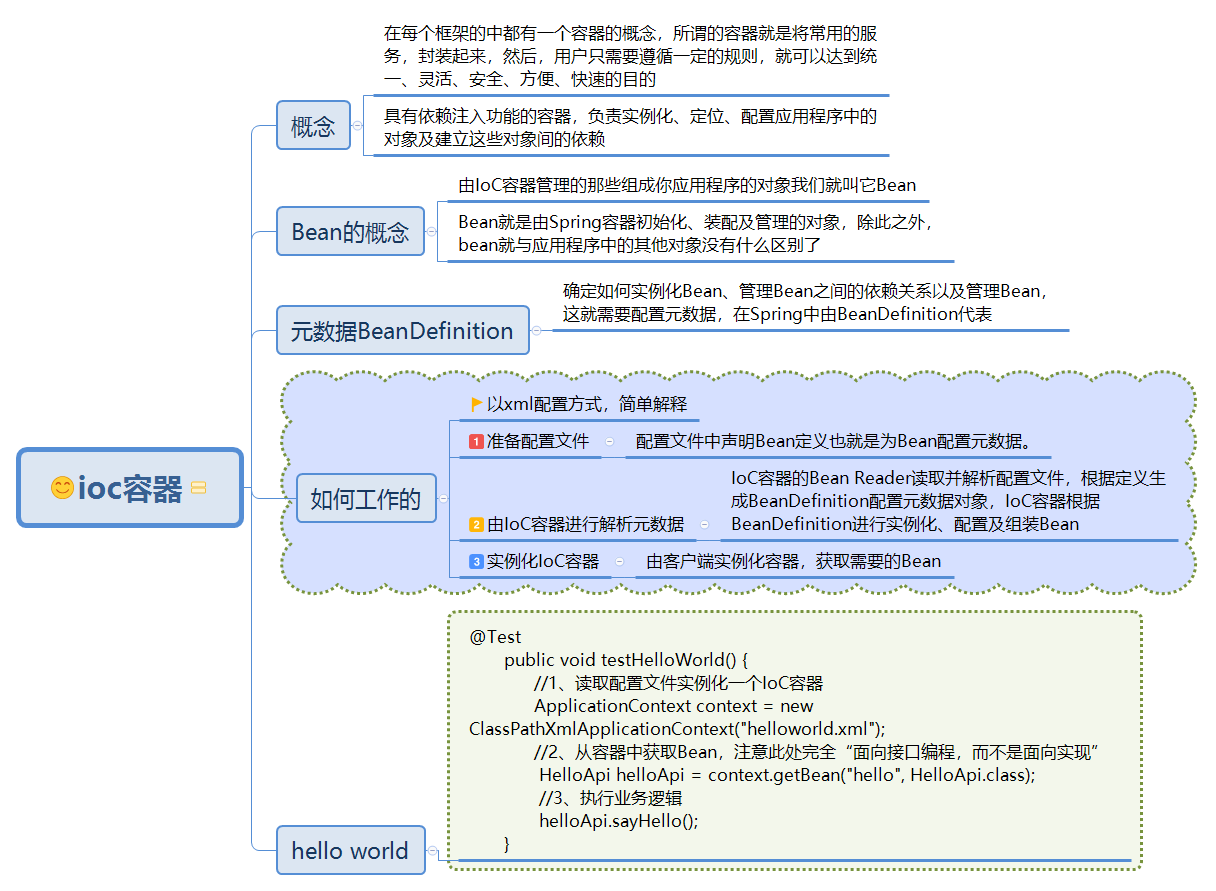 在每个框架的中都有一个容器的概念，所谓的容器就是将常用的服
务，封装起来，然后，用户只需要遵循一定的规则，就可以达到统
一、灵活、安全、方便、快速的目的
概念
具有依赖注入功能的容器，负责实例化、定位、配置应用程序中的
对象及建立这些对象间的依赖
由IoC容器管理的那些组成你应用程序的对象我们就叫它Bean
Bean的概念
Bean就是由Spring容器初始化、装配及管理的对象，除此之外，
bean就与应用程序中的其他对象没有什么区别了
确定如何实例化Bean、管理Bean之间的依赖关系以及管理Bean，
这就需要配置元数据，在Spring中由BeanDefinition代表
元数据BeanDefinition
ioc容器
如何工作的
以xml配置方式，简单解释
1 准备配置文件
配置文件中声明Bean定义也就是为Bean配置元数据。
2 由IoC容器进行解析元数据
IoC容器的Bean Reader读取并解析配置文件，根据定义生
成BeanDefinition配置元数据对象，IoC容器根据
BeanDefinition进行实例化、配置及组装Bean
3 实例化IoC容器
由客户端实例化容器，获取需要的Bean
hello world
@Test
public void testHelloWorld() {
//1、读取配置文件实例化一个IoC容器
ApplicationContext context = new
ClassPathXmlApplicationContext("helloworld.xml");
//2、从容器中获取Bean，注意此处完全“面向接口编程，而不是面向实现”
HelloApi helloApi = context.getBean("hello", HelloApi.class);
//3、执行业务逻辑
helloApi.sayHello();
}